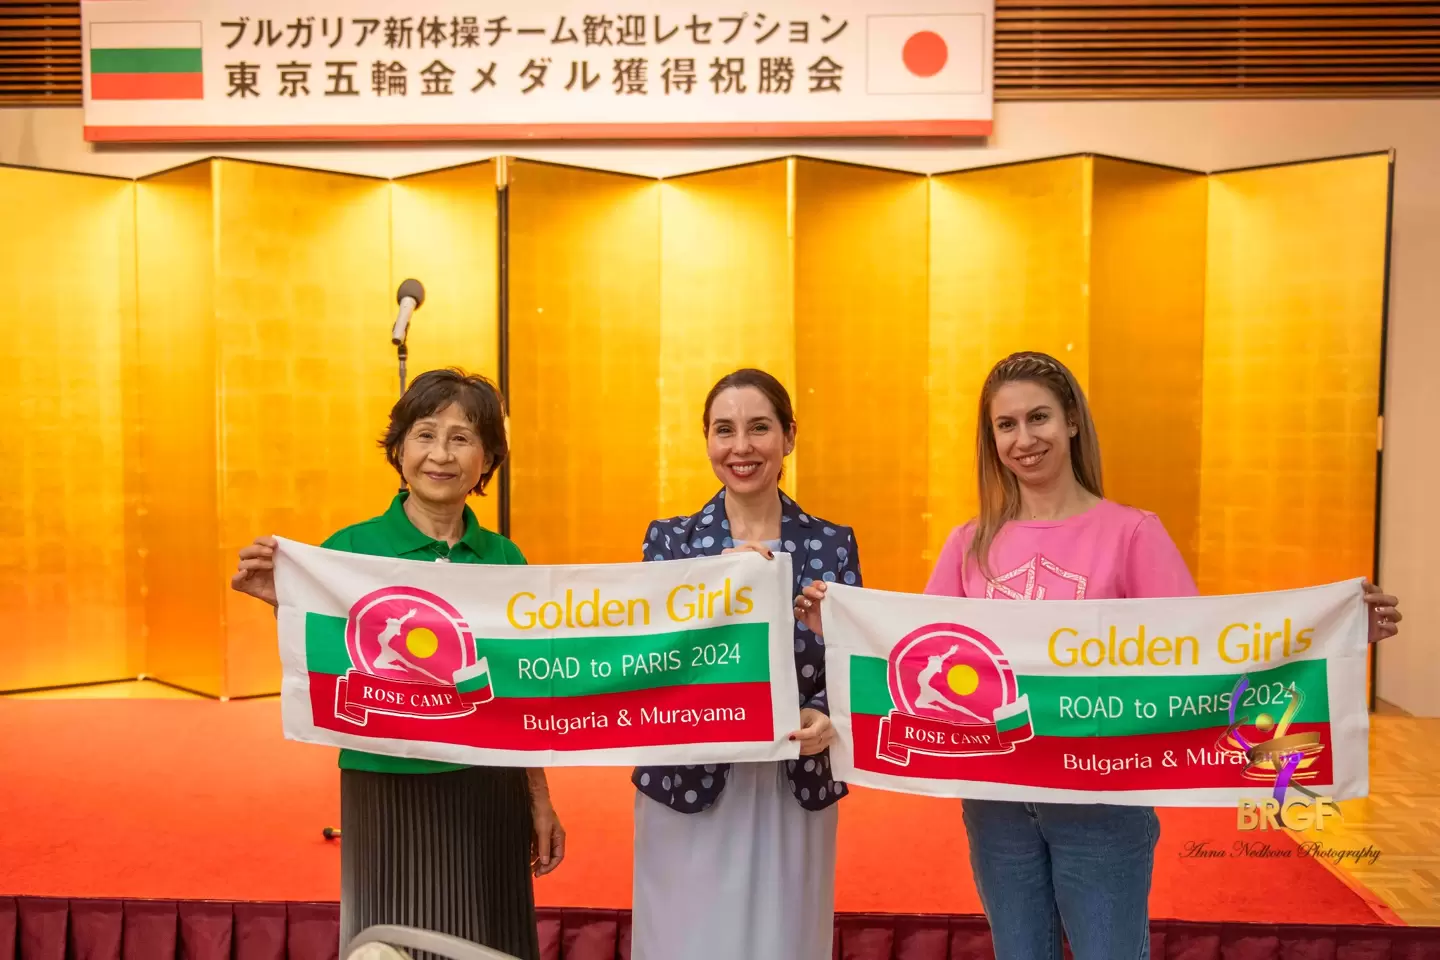 ブルガリア新体操チーム歓迎レセプション
東京五輪金メダル獲得祝勝会
Golden Girls
ROAD to PARIS 2024
ROSE CAMP
Bulgaria & Murayama
Golden Girls
ROAD to PARIS 2024
ROSE CAMP
Bulgaria & Murayama
BRGF
Anna Nedkova Photography